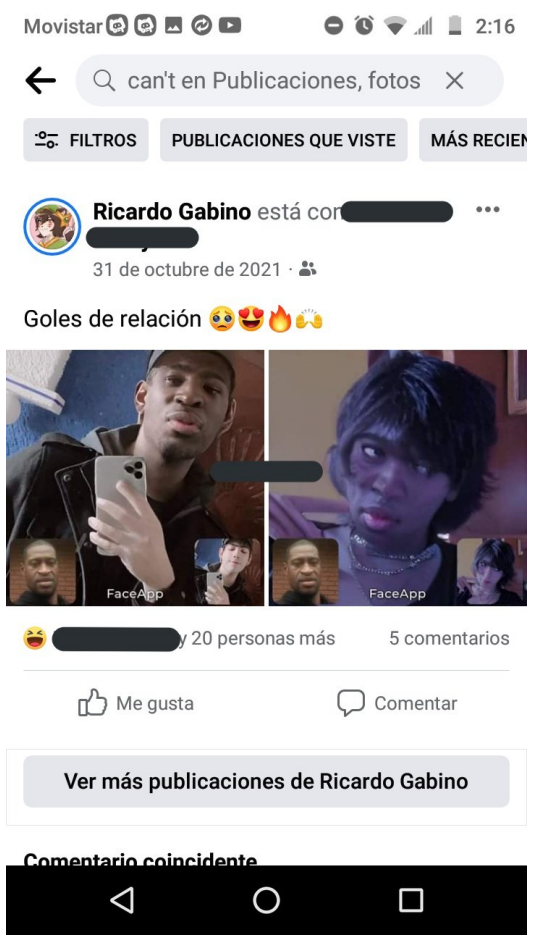 Movistar 2:16
can't en Publicaciones, fotos
FILTROS PUBLICACIONES QUE VISTE MÁS RECIEN
Ricardo Gabino está con
31 de octubre de 2021 ·
Goles de relación
FaceApp FaceApp
y 20 personas más 5 comentarios
Me gusta Comentar
Ver más publicaciones de Ricardo Gabino
Comentario coincidente